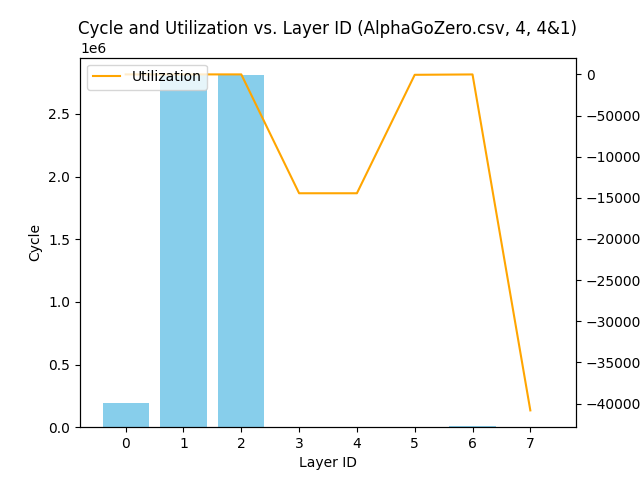 Cycle and Utilization vs. Layer ID (AlphaGoZero.csv, 4, 4&1)
1e6
Utilization
2.5
2.0
1.5
1.0
0.5
0.0
Cycle
0
−5000
−10000
−15000
−20000
−25000
−30000
−35000
−40000
0 1 2 3 4 5 6 7
Layer ID